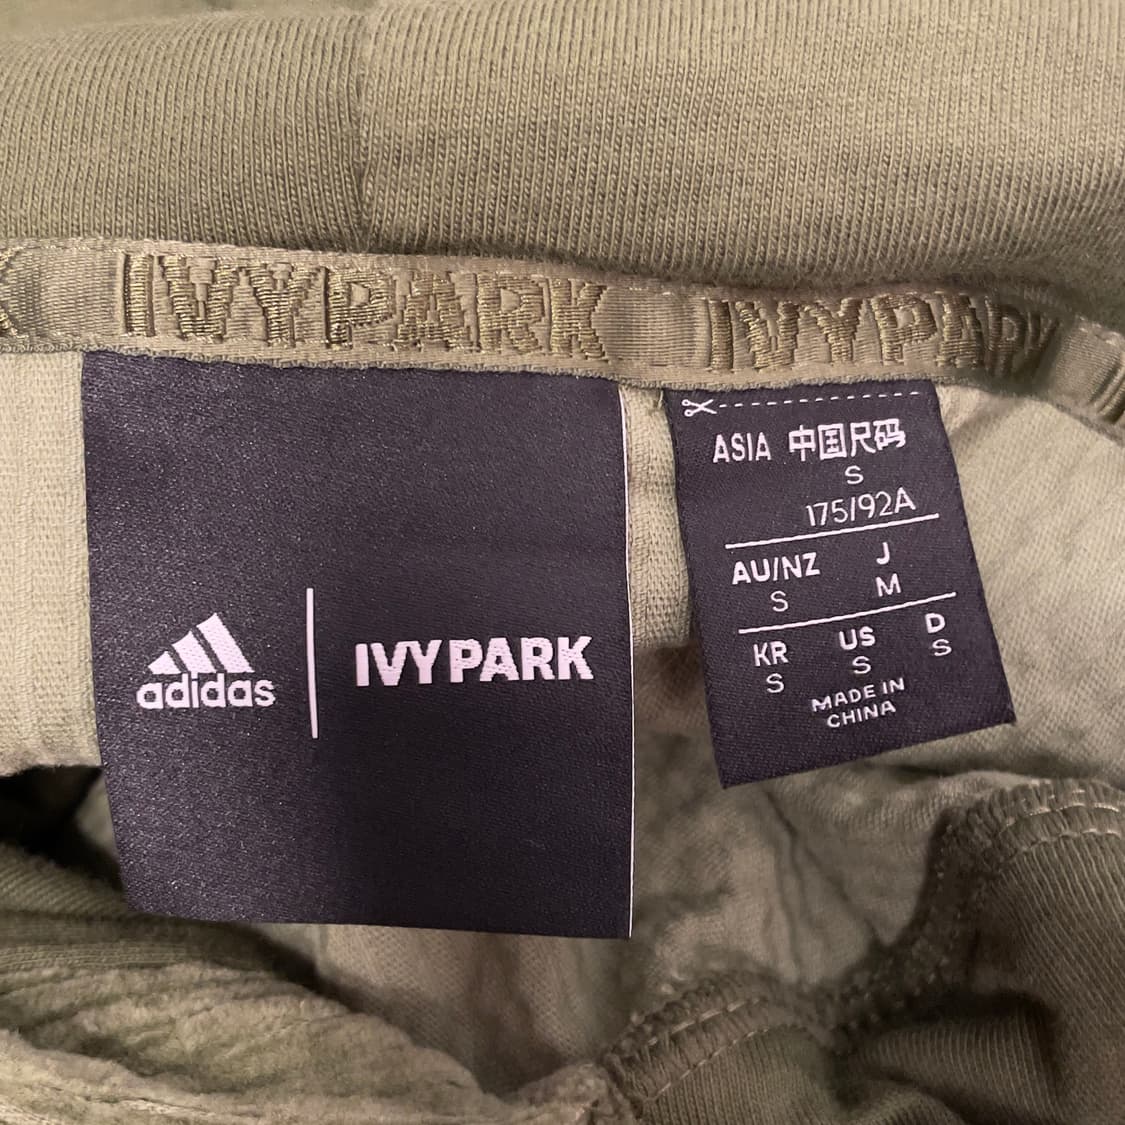 IVYPARK IVYPARK
adidas | IVY PARK
ASIA 中国尺码
S
175/92A
AU/NZ J
S M
KR US D
S S S
MADE IN
CHINA